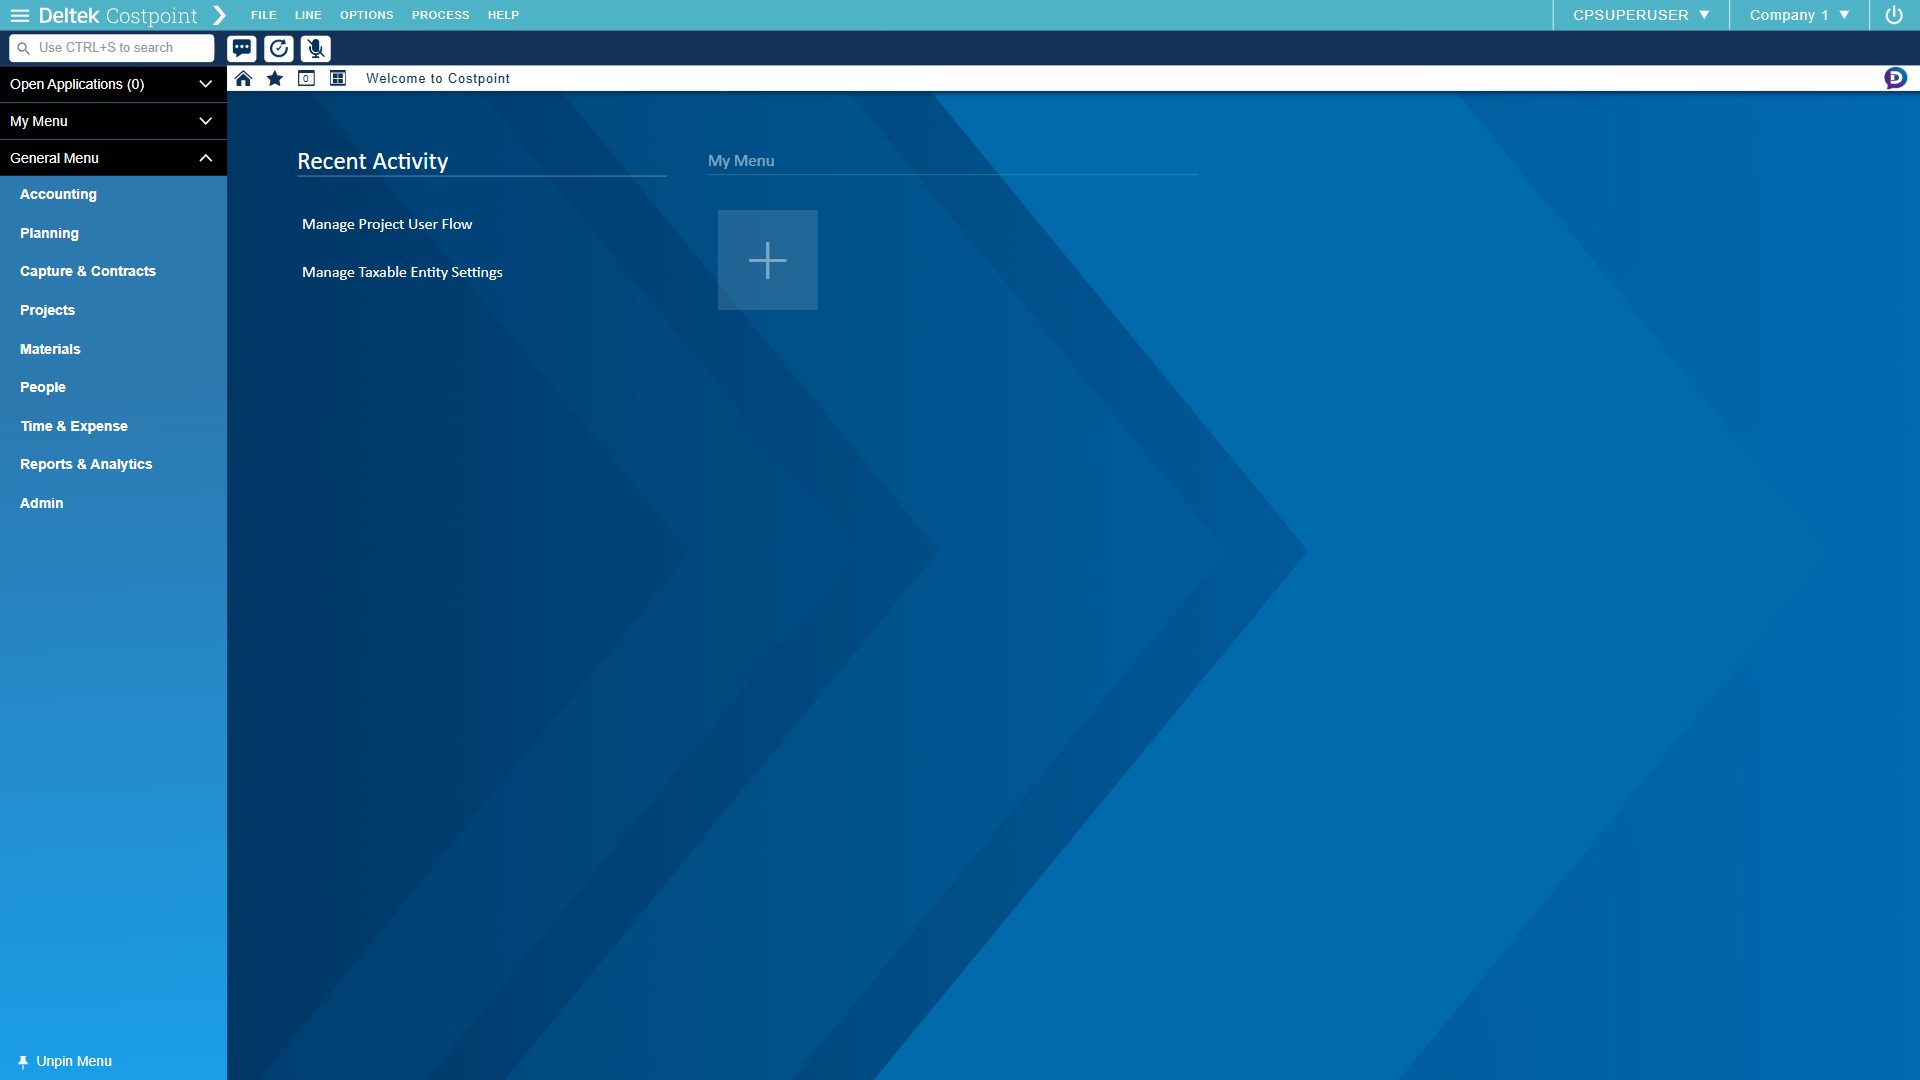 Deltek Costpoint FILE LINE OPTIONS PROCESS HELP CPSUPERUSER Company 1
Use CTRL+S to search
Open Applications (0)
0 Welcome to Costpoint D
My Menu
General Menu
Accounting
Planning
Capture & Contracts
Projects
Materials
People
Time & Expense
Reports & Analytics
Admin
Unpin Menu
Recent Activity
Manage Project User Flow
Manage Taxable Entity Settings
My Menu